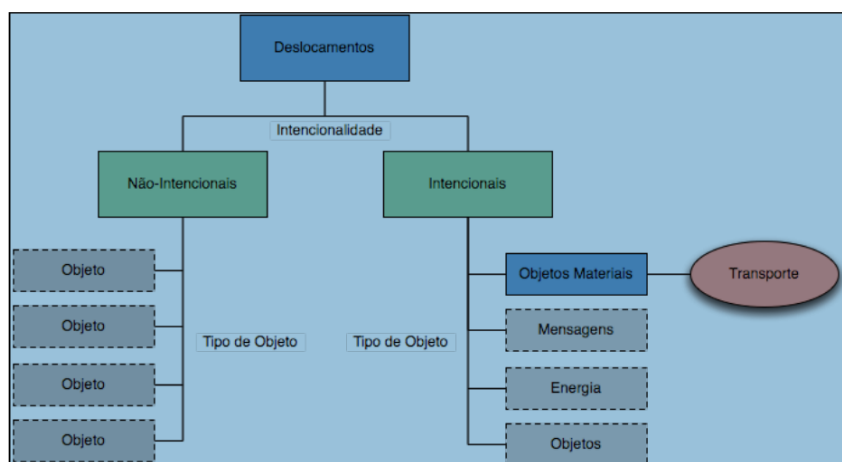 Deslocamentos
Intencionalidade
Não-Intencionais
Intencionais
Objeto
Objetos Materiais
Transporte
Objeto
Mensagens
Tipo de Objeto
Tipo de Objeto
Objeto
Energia
Objeto
Objetos